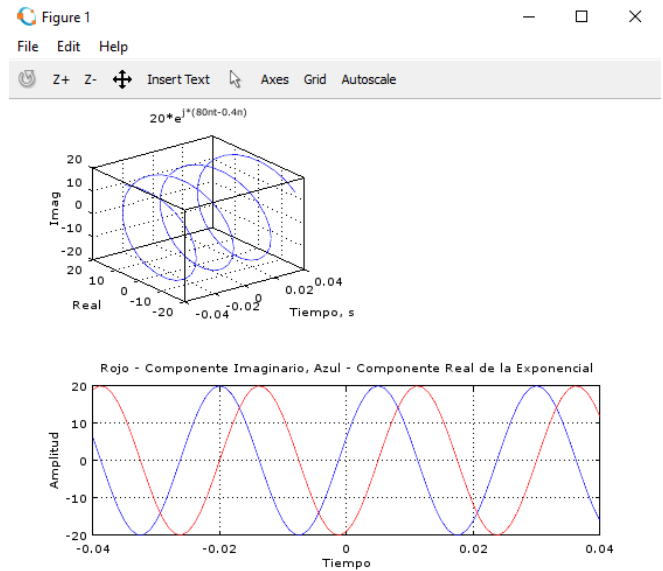 Figure 1
File Edit Help
Z+ Z- Insert Text Axes Grid Autoscale
20*e^j*(80πt-0.4π)
20
10
0
-10
-20
Imag
20
10
0
-10
-20
Real
-0.04
-0.02
0
0.02
0.04
Tiempo, s
Rojo - Componente Imaginario, Azul - Componente Real de la Exponencial
20
10
0
-10
-20
Amplitud
-0.04 -0.02 0 0.02 0.04
Tiempo